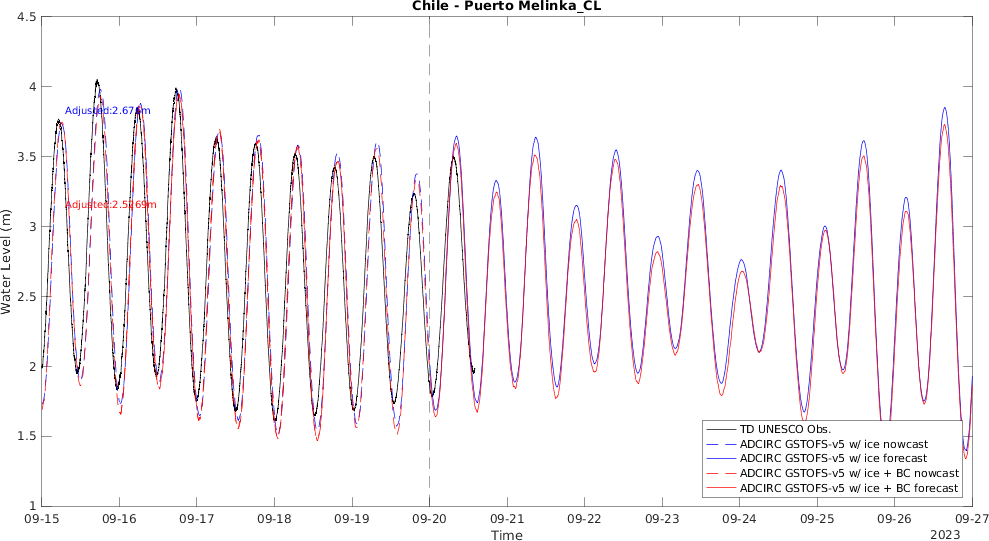 Chile - Puerto Melinka_CL
4.5
4
3.5
3
2.5
2
1.5
1
Water Level (m)
Adjusted:2.5269m
09-15
09-16
09-17
09-18
09-19
09-20
09-21
09-22
09-23
09-24
09-25
09-26
09-27
Time
2023
TD UNESCO Obs.
ADCIRC GSTOFS-v5 w/ ice nowcast
ADCIRC GSTOFS-v5 w/ ice forecast
ADCIRC GSTOFS-v5 w/ ice + BC nowcast
ADCIRC GSTOFS-v5 w/ ice + BC forecast